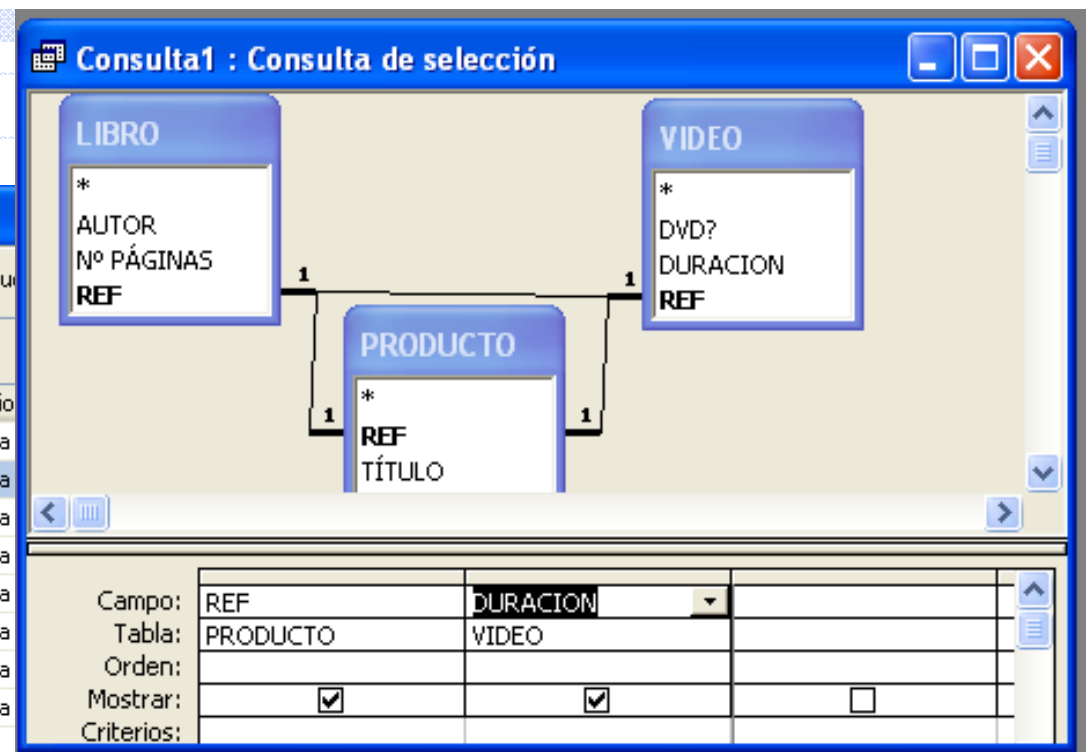 Consulta1 : Consulta de selección
LIBRO
*
AUTOR
Nº PÁGINAS
REF
VIDEO
*
DVD?
DURACION
REF
1
1
PRODUCTO
*
REF
TÍTULO
1
1
Campo: REF DURACION
Tabla: PRODUCTO VIDEO
Orden:
Mostrar:
Criterios: